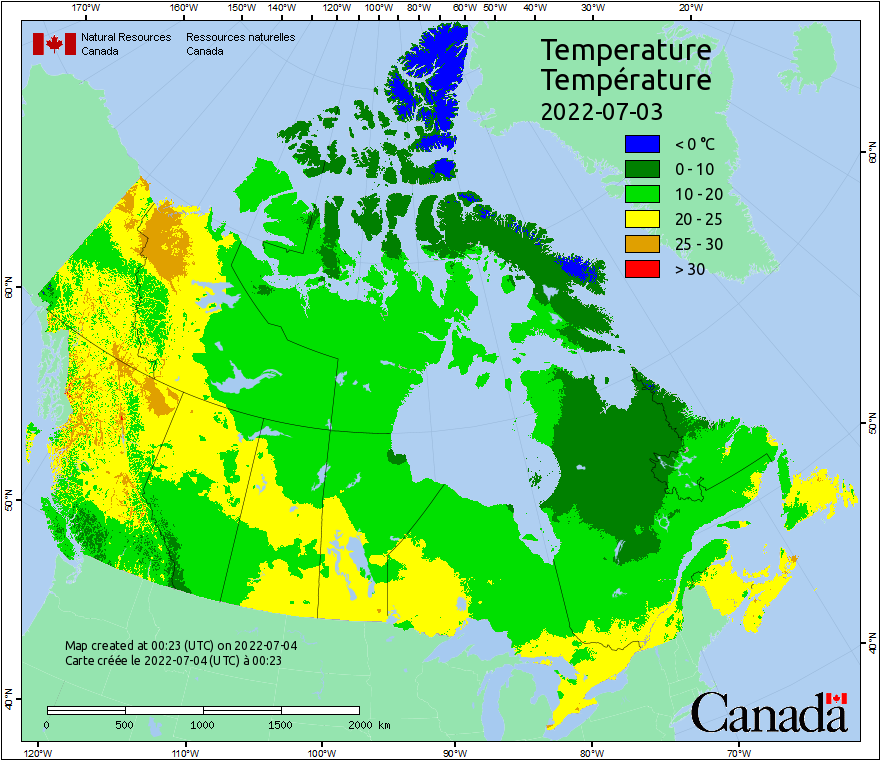 170°W 160°W 150°W 140°W 130°W 120°W 110°W 100°W 80°W 60°W 50°W 40°W 30°W 20°W
Natural Resources Ressources naturelles
Canada Canada
Temperature
Température
2022-07-03
< 0 °C
0 - 10
10 - 20
20 - 25
25 - 30
> 30
60°N
60°N
50°N
50°N
40°N
40°N
Map created at 00:23 (UTC) on 2022-07-04
Carte créée le 2022-07-04 (UTC) à 00:23
0 500 1000 1500 2000 km
Canada
120°W 110°W 100°W 90°W 80°W 70°W